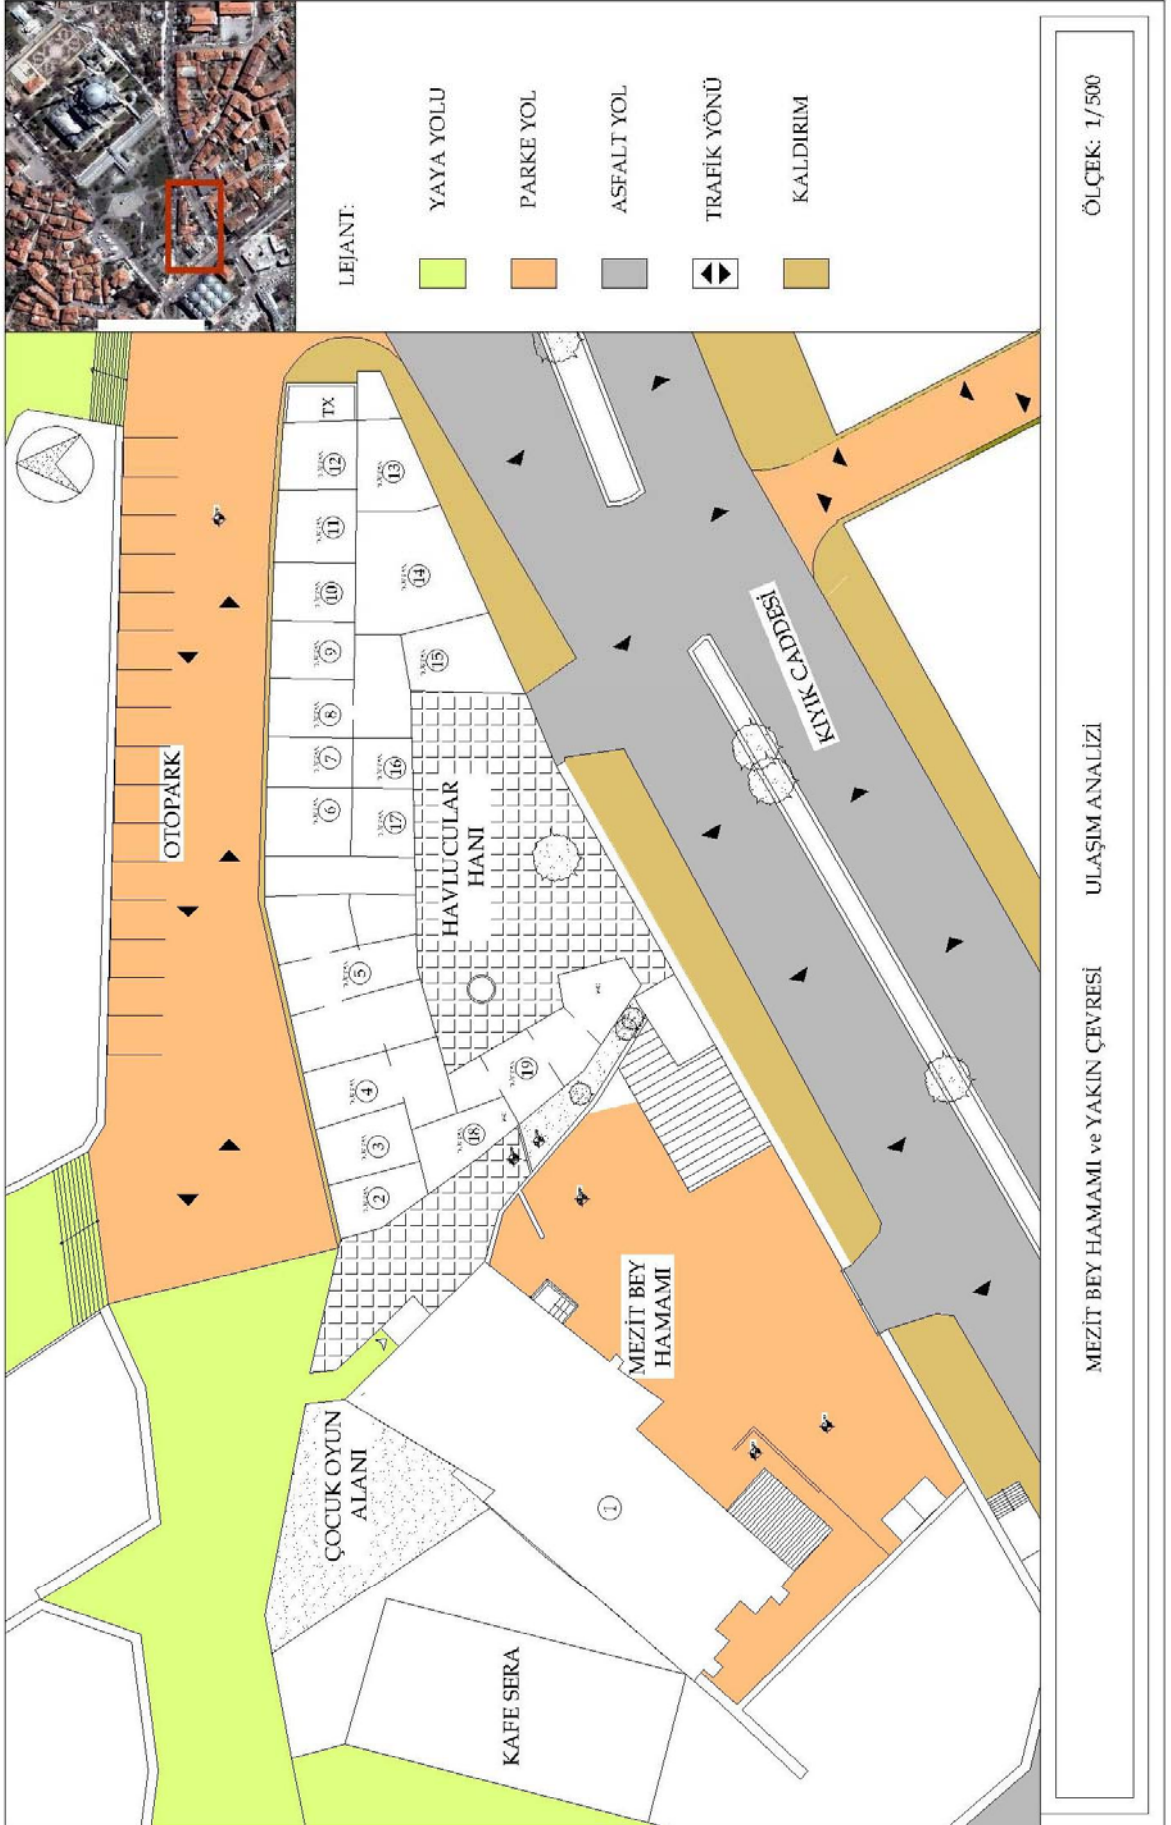 LEJANT:
YAYA YOLU
PARKE YOL
ASFALT YOL
TRAFİK YÖNÜ
KALDIRIM
OTOPARK
TX
12
11
10
9
8
7
6
5
4
3
2
13
14
15
16
17
18
19
1
HAVLUCULAR
HANI
KIYIK CADDESİ
MEZİT BEY
HAMAMI
ÇOCUK OYUN
ALANI
KAFE SERA
MEZİT BEY HAMAMI ve YAKIN ÇEVRESİ
ULAŞIM ANALİZİ
ÖLÇEK: 1/500